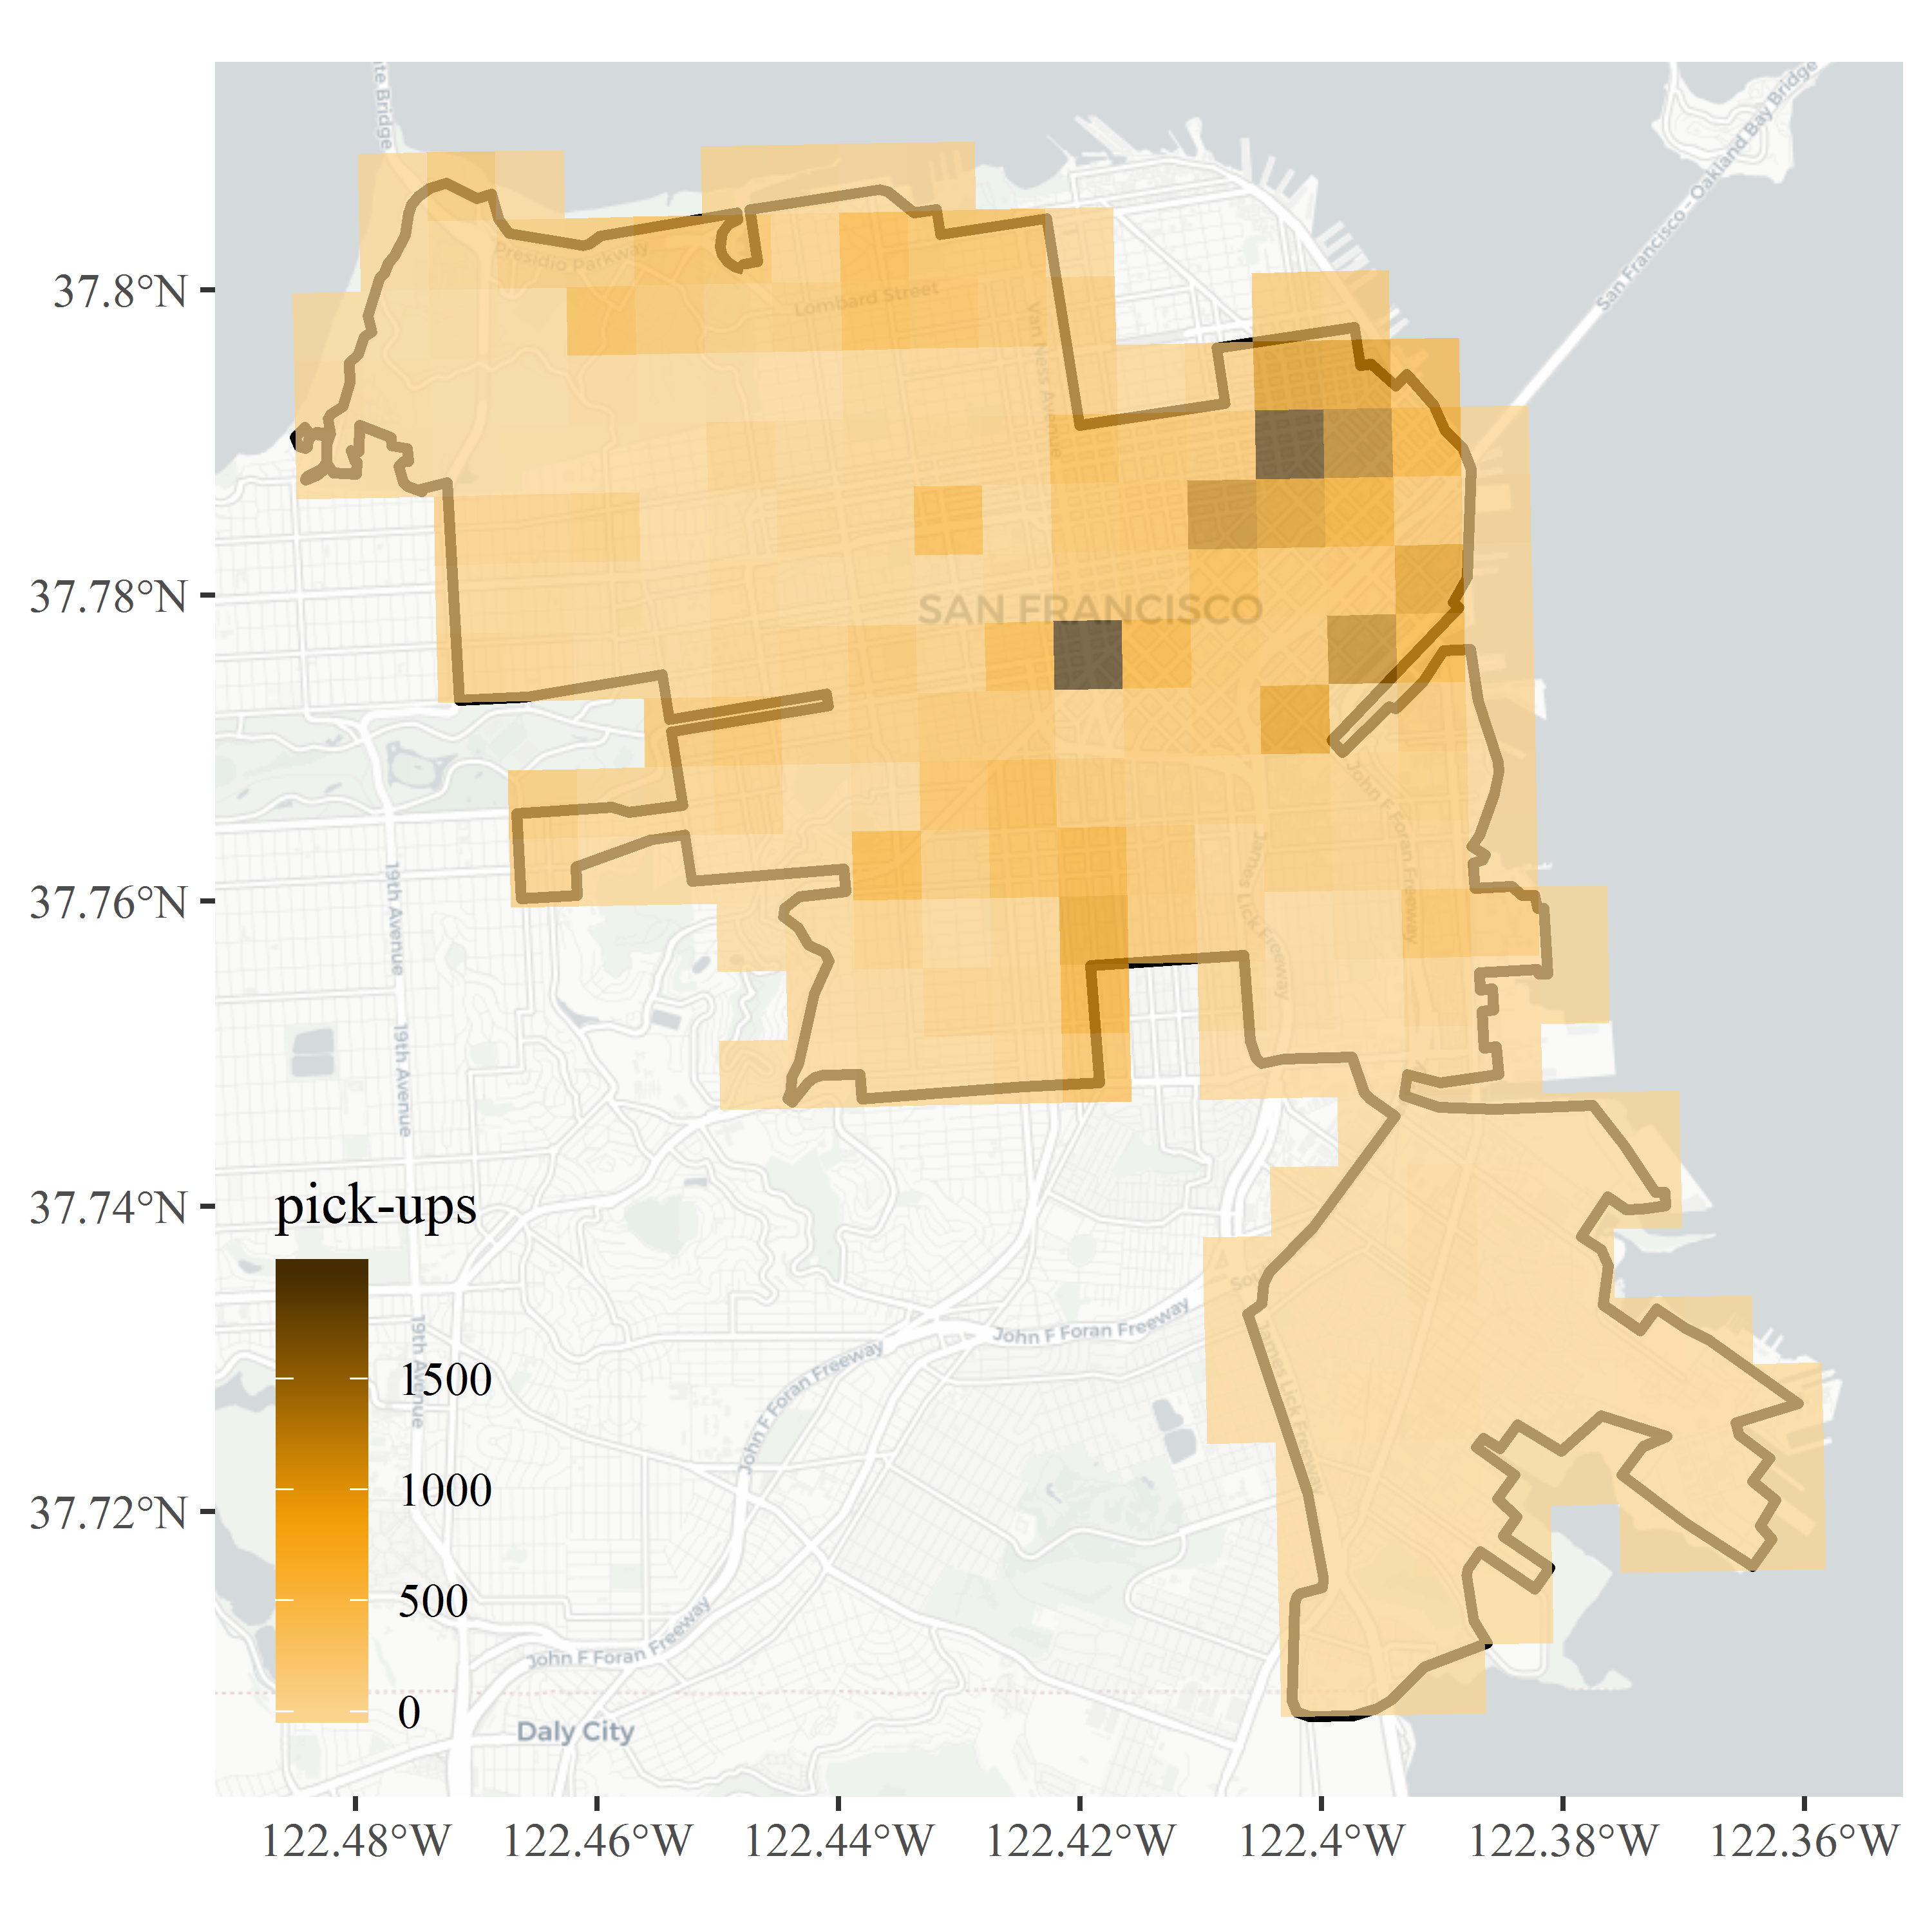 te Bridge
San Francisco - Oakland Bay Bridge
37.8°N
Presidio Parkway
Lombard Street
Van Ness Avenue
37.78°N
SAN FRANCISCO
John F Foran Freeway
James Lick Freeway
37.76°N
19th Avenue
19th Avenue
37.74°N
pick-ups
So
John F Foran Freeway
James Lick Freeway
19th Avenue
John F Foran Freeway
1500
1000
37.72°N
500
John F Foran Freeway
0
Daly City
122.48°W 122.46°W 122.44°W 122.42°W 122.4°W 122.38°W 122.36°W